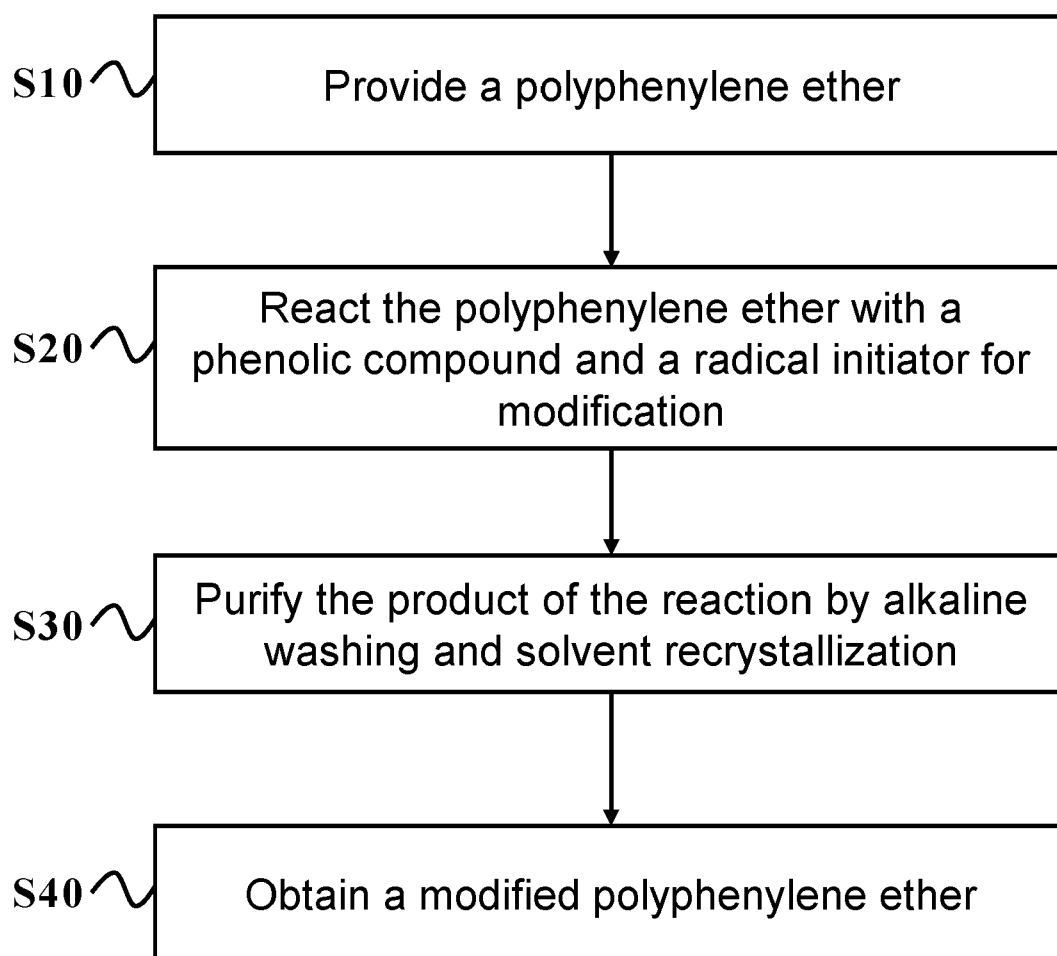 S10
Provide a polyphenylene ether
S20
React the polyphenylene ether with a
phenolic compound and a radical initiator for
modification
S30
Purify the product of the reaction by alkaline
washing and solvent recrystallization
S40
Obtain a modified polyphenylene ether